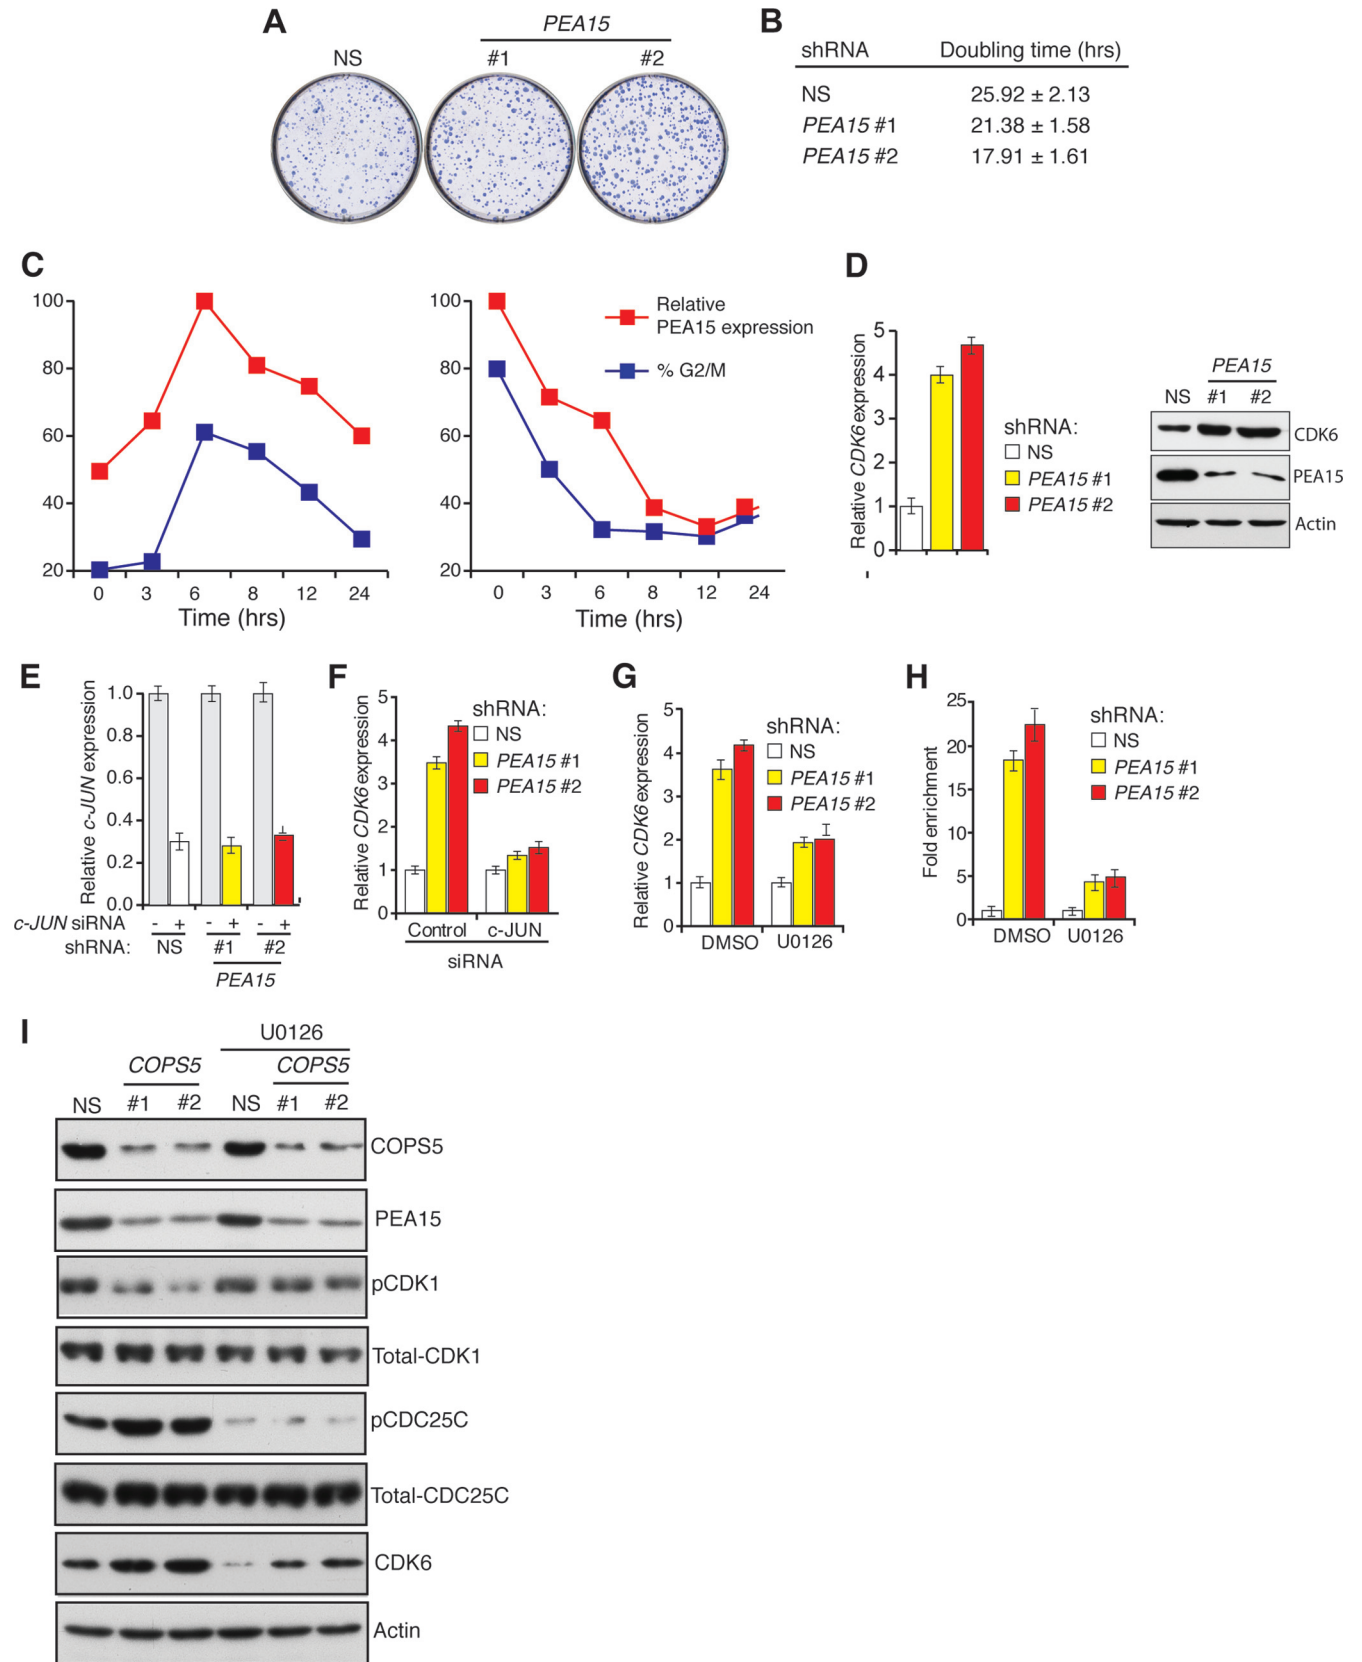 A
PEA15
NS
#1
#2
B
shRNA
Doubling time (hrs)
NS
25.92 ± 2.13
PEA15 #1
21.38 ± 1.58
PEA15 #2
17.91 ± 1.61
C
100
80
60
40
20
0
3
6
8
12
24
Time (hrs)
100
80
60
40
20
0
3
6
8
12
24
Time (hrs)
Relative
PEA15 expression
% G2/M
D
Relative CDK6 expression
5
4
3
2
1
0
shRNA:
NS
PEA15 #1
PEA15 #2
PEA15
NS
#1
#2
CDK6
PEA15
Actin
E
Relative c-JUN expression
1.0
0.8
0.6
0.4
0.2
0.0
c-JUN siRNA
- + - + - +
shRNA:
NS
#1
#2
PEA15
F
Relative CDK6 expression
5
4
3
2
1
0
shRNA:
NS
PEA15 #1
PEA15 #2
Control
c-JUN
siRNA
G
Relative CDK6 expression
5
4
3
2
1
0
shRNA:
NS
PEA15 #1
PEA15 #2
DMSO
U0126
H
Fold enrichment
25
20
15
10
5
0
shRNA:
NS
PEA15 #1
PEA15 #2
DMSO
U0126
I
U0126
COPS5
COPS5
NS
#1
#2
NS
#1
#2
COPS5
PEA15
pCDK1
Total-CDK1
pCDC25C
Total-CDC25C
CDK6
Actin